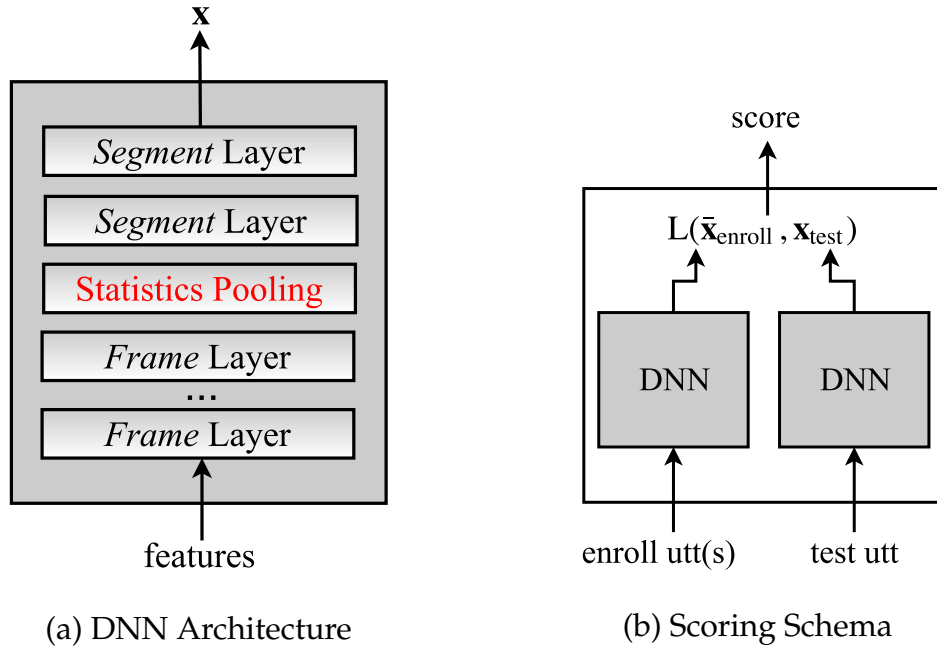 x
Segment Layer
Segment Layer
Statistics Pooling
Frame Layer
...
Frame Layer
features
(a) DNN Architecture
score
L(x̄enroll , xtest)
DNN
DNN
enroll utt(s)
test utt
(b) Scoring Schema